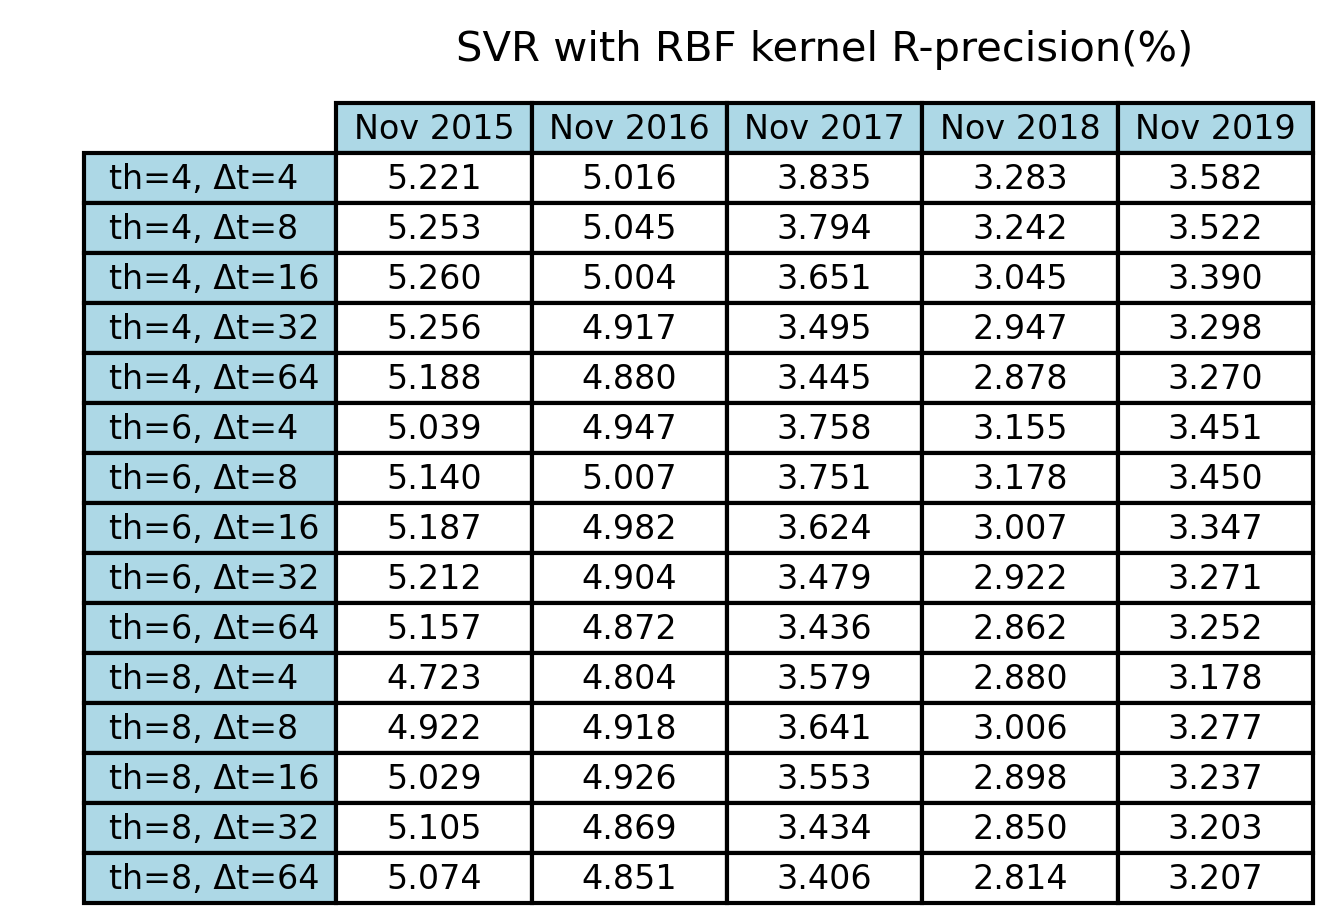 SVR with RBF kernel R-precision(%)
Nov 2015 Nov 2016 Nov 2017 Nov 2018 Nov 2019
th=4, Δt=4 5.221 5.016 3.835 3.283 3.582
th=4, Δt=8 5.253 5.045 3.794 3.242 3.522
th=4, Δt=16 5.260 5.004 3.651 3.045 3.390
th=4, Δt=32 5.256 4.917 3.495 2.947 3.298
th=4, Δt=64 5.188 4.880 3.445 2.878 3.270
th=6, Δt=4 5.039 4.947 3.758 3.155 3.451
th=6, Δt=8 5.140 5.007 3.751 3.178 3.450
th=6, Δt=16 5.187 4.982 3.624 3.007 3.347
th=6, Δt=32 5.212 4.904 3.479 2.922 3.271
th=6, Δt=64 5.157 4.872 3.436 2.862 3.252
th=8, Δt=4 4.723 4.804 3.579 2.880 3.178
th=8, Δt=8 4.922 4.918 3.641 3.006 3.277
th=8, Δt=16 5.029 4.926 3.553 2.898 3.237
th=8, Δt=32 5.105 4.869 3.434 2.850 3.203
th=8, Δt=64 5.074 4.851 3.406 2.814 3.207